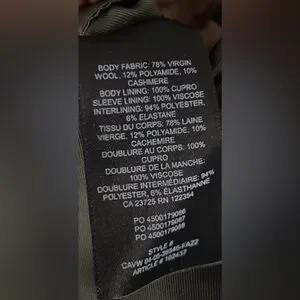 BODY FABRIC: 78% VIRGIN
WOOL, 12% POLYAMIDE, 10%
CASHMERE
BODY LINING: 100% CUPRO
SLEEVE LINING: 100% VISCOSE
INTERLINING: 94% POLYESTER,
6% ELASTANE
TISSU DU CORPS: 78% LAINE
VIERGE, 12% POLYAMIDE, 10%
CACHEMIRE
DOUBLURE AU CORPS: 100%
CUPRO
DOUBLURE DE LA MANCHE:
100% VISCOSE
DOUBLURE INTERMÉDIAIRE: 94%
POLYESTER, 6% ÉLASTHANNE
CA 23725 RN 122354
PO 4500179086
PO 4500179087
PO 4500179088
STYLE #
ARTICLE # 162437